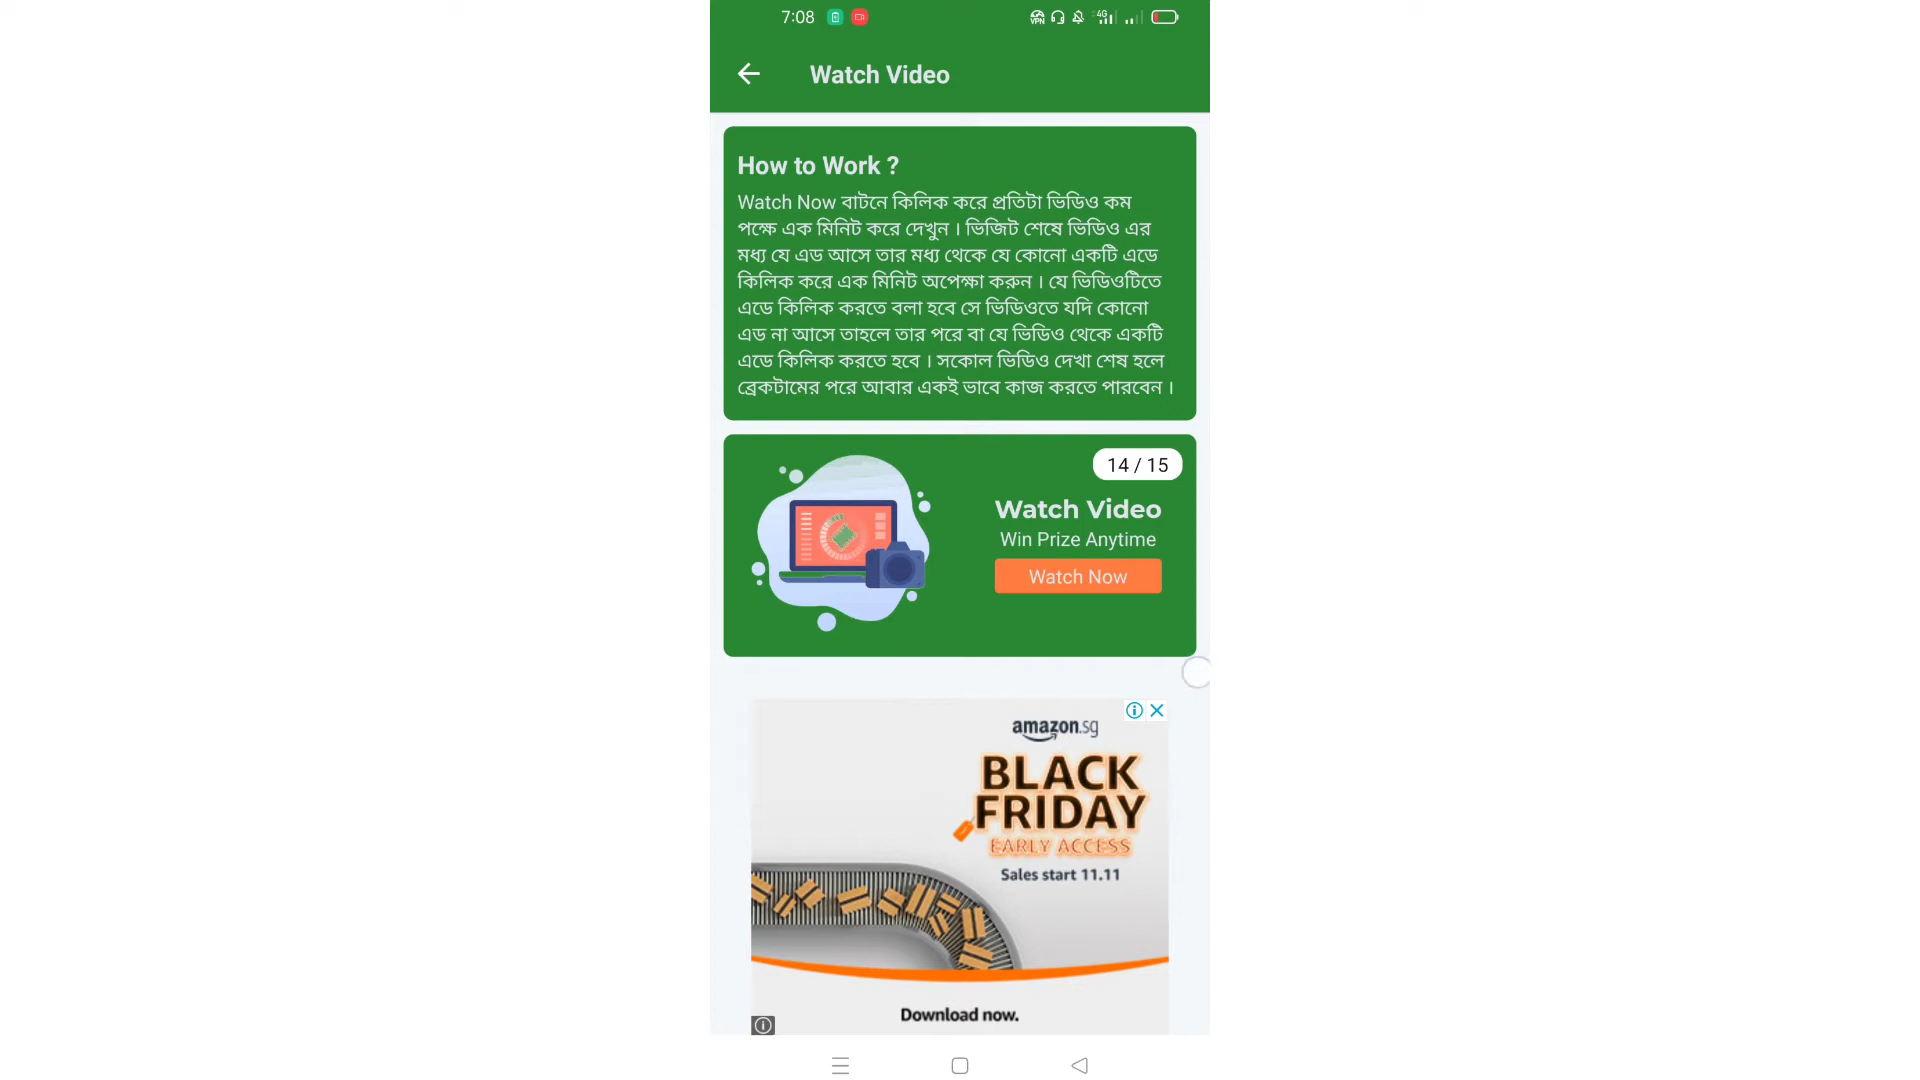 7:08
VPN
4G
Watch Video
How to Work ?
Watch Now বাটনে কিলিক করে প্রতিটা ভিডিও কম
পক্ষে এক মিনিট করে দেখুন । ভিজিট শেষে ভিডিও এর
মধ্য যে এড আসে তার মধ্য থেকে যে কোনো একটি এডে
কিলিক করে এক মিনিট অপেক্ষা করুন । যে ভিডিওটিতে
এডে কিলিক করতে বলা হবে সে ভিডিওতে যদি কোনো
এড না আসে তাহলে তার পরে বা যে ভিডিও থেকে একটি
এডে কিলিক করতে হবে । সকোল ভিডিও দেখা শেষ হলে
ব্রেকটামের পরে আবার একই ভাবে কাজ করতে পারবেন ।
14 / 15
Watch Video
Win Prize Anytime
Watch Now
amazon.sg
BLACK
FRIDAY
EARLY ACCESS
Sales start 11.11
Download now.